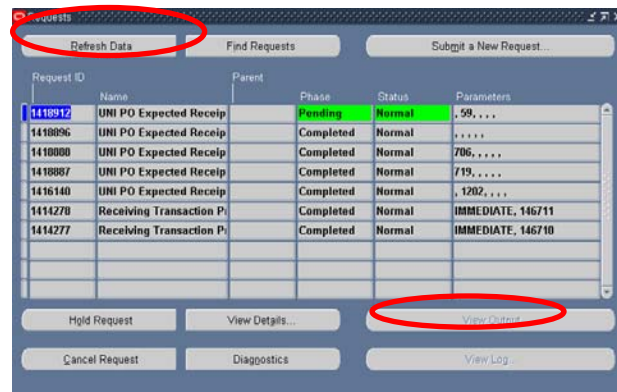 Requests
Refresh Data Find Requests Submit a New Request...
Request ID Parent
Name Phase Status Parameters
1418912 UNI PO Expected Receip Pending Normal , 59, , , ,
1418896 UNI PO Expected Receip Completed Normal , , , , ,
1418888 UNI PO Expected Receip Completed Normal 706, , , , ,
1418887 UNI PO Expected Receip Completed Normal 719, , , , ,
1416140 UNI PO Expected Receip Completed Normal , 1202, , , ,
1414278 Receiving Transaction Pr Completed Normal IMMEDIATE, 146711
1414277 Receiving Transaction Pr Completed Normal IMMEDIATE, 146710
Hold Request View Details... View Output
Cancel Request Diagnostics View Log...